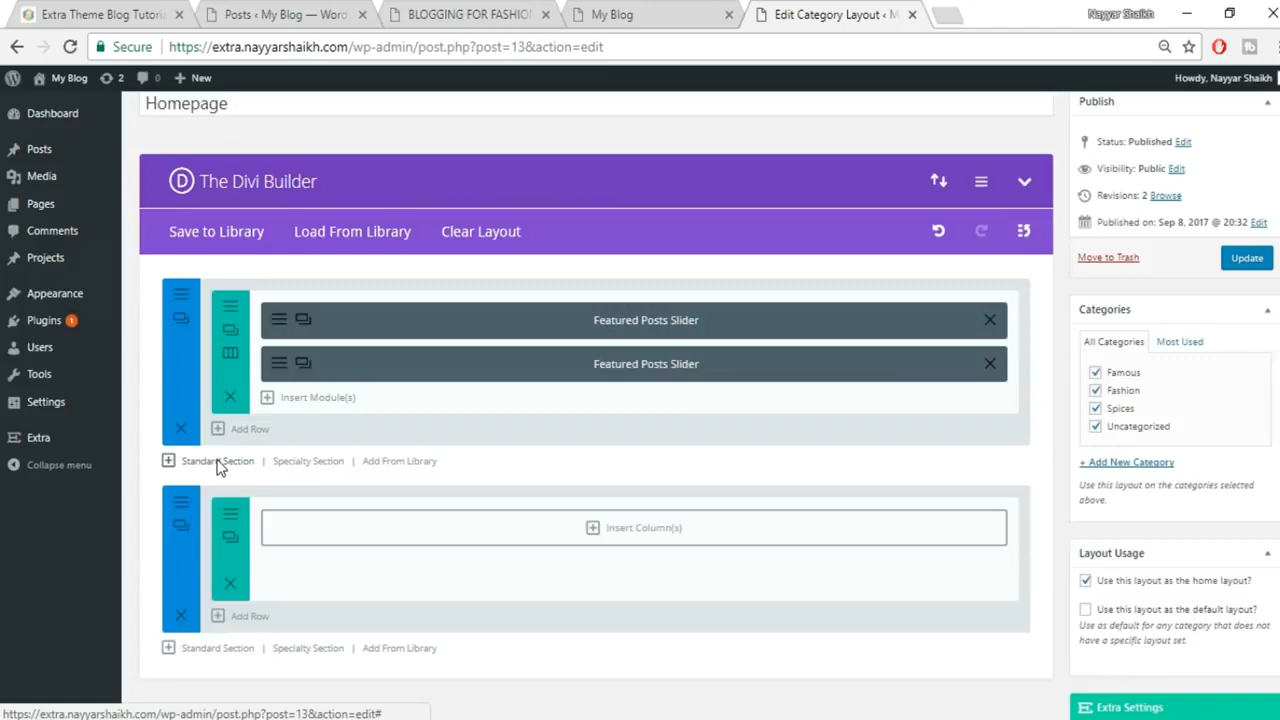 Extra Theme Blog Tutori
Posts ‹ My Blog — Word
BLOGGING FOR FASHIO
My Blog
Edit Category Layout ‹ M
Nayyar Shaikh
Secure
https://extra.nayyarshaikh.com/wp-admin/post.php?post=13&action=edit
My Blog
2
0
New
Howdy, Nayyar Shaikh
Dashboard
Posts
Media
Pages
Comments
Projects
Appearance
Plugins 1
Users
Tools
Settings
Extra
Collapse menu
Homepage
D The Divi Builder
Save to Library
Load From Library
Clear Layout
Featured Posts Slider
Featured Posts Slider
Insert Module(s)
Add Row
Standard Section | Specialty Section | Add From Library
Insert Column(s)
Add Row
Standard Section | Specialty Section | Add From Library
Publish
Status: Published Edit
Visibility: Public Edit
Revisions: 2 Browse
Published on: Sep 8, 2017 @ 20:32 Edit
Move to Trash
Update
Categories
All Categories
Most Used
Famous
Fashion
Spices
Uncategorized
+ Add New Category
Use this layout on the categories selected
above.
Layout Usage
Use this layout as the home layout?
Use this layout as the default layout?
Use as default for any category that does not
have a specific layout set.
Extra Settings
https://extra.nayyarshaikh.com/wp-admin/post.php?post=13&action=edit#